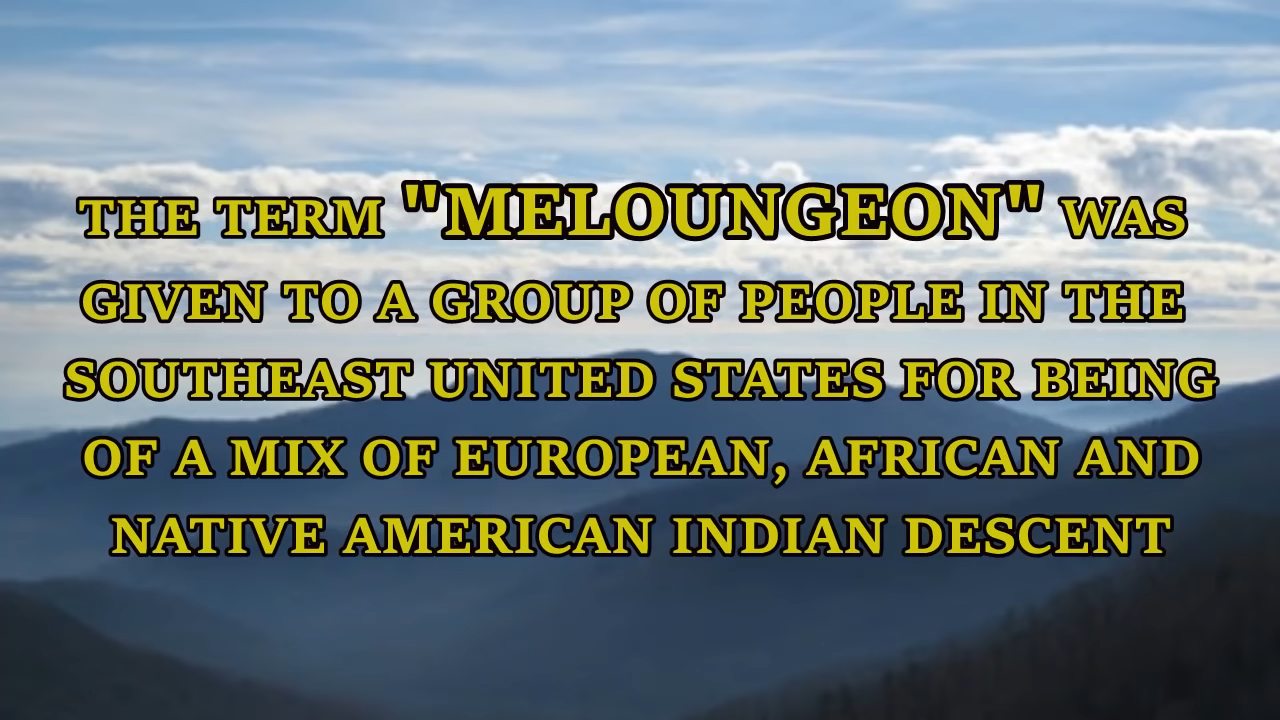 THE TERM "MELOUNGEON" WAS
GIVEN TO A GROUP OF PEOPLE IN THE
SOUTHEAST UNITED STATES FOR BEING
OF A MIX OF EUROPEAN, AFRICAN AND
NATIVE AMERICAN INDIAN DESCENT